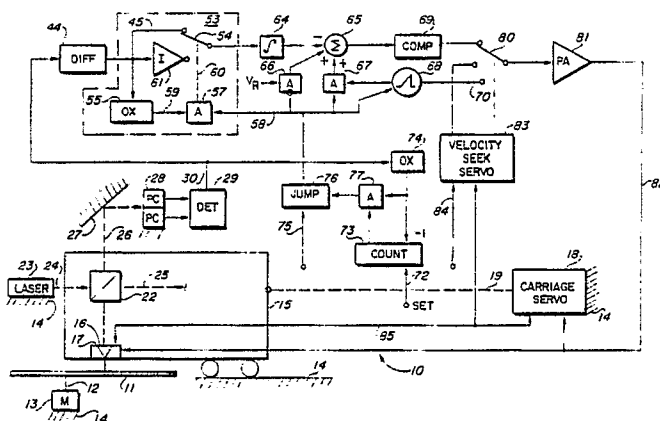 45 53 64 65 69 80 81
44 54
DIFF I ∫ − Σ COMP PA
61 60 66 + + 67 68
55 59 57 V_R A A 70
OX A 58 74 83
OX VELOCITY SEEK SERVO
30 29 76 77 82
28 JUMP A 84
PC DET 73
PC 75 -1
27 26 COUNT 18
23 24 25 72 19 CARRIAGE SERVO
LASER 22 SET 14
14 15
16 85
17 10
12 11 14
13 M 14